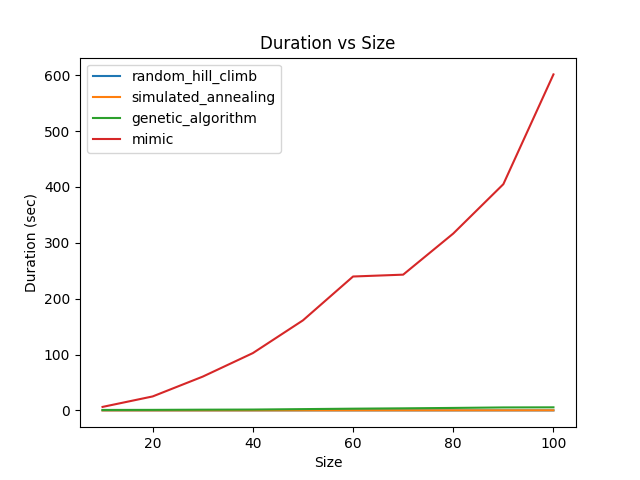 Duration vs Size
random_hill_climb
simulated_annealing
genetic_algorithm
mimic
Duration (sec)
600
500
400
300
200
100
0
20 40 60 80 100
Size